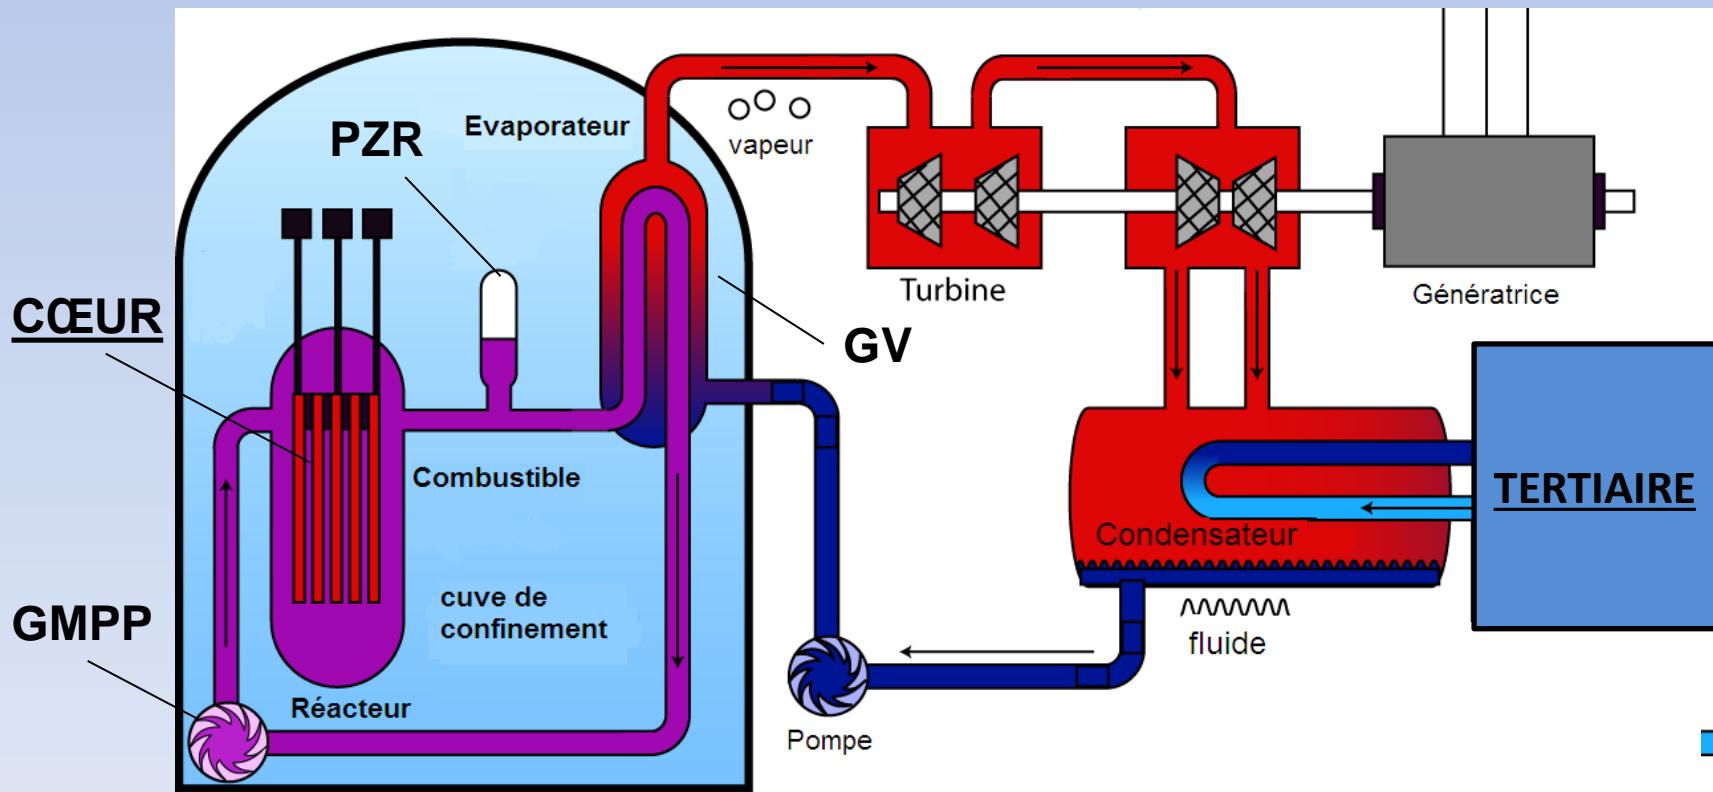 PZR
Evaporateur
vapeur
CŒUR
Turbine
Génératrice
GV
Combustible
TERTIAIRE
Condensateur
GMPP
cuve de
confinement
fluide
Réacteur
Pompe